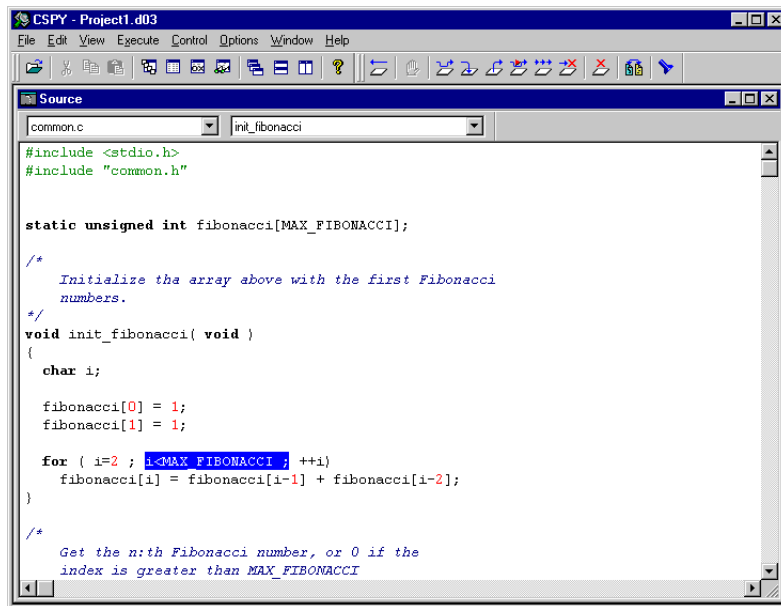 CSPY - Project1.d03
File Edit View Execute Control Options Window Help
Source
common.c init_fibonacci
#include <stdio.h>
#include "common.h"
static unsigned int fibonacci[MAX_FIBONACCI];
/*
Initialize tha array above with the first Fibonacci
numbers.
*/
void init_fibonacci( void )
{
char i;
fibonacci[0] = 1;
fibonacci[1] = 1;
for ( i=2 ; i<MAX_FIBONACCI ; ++i)
fibonacci[i] = fibonacci[i-1] + fibonacci[i-2];
}
/*
Get the n:th Fibonacci number, or 0 if the
index is greater than MAX_FIBONACCI